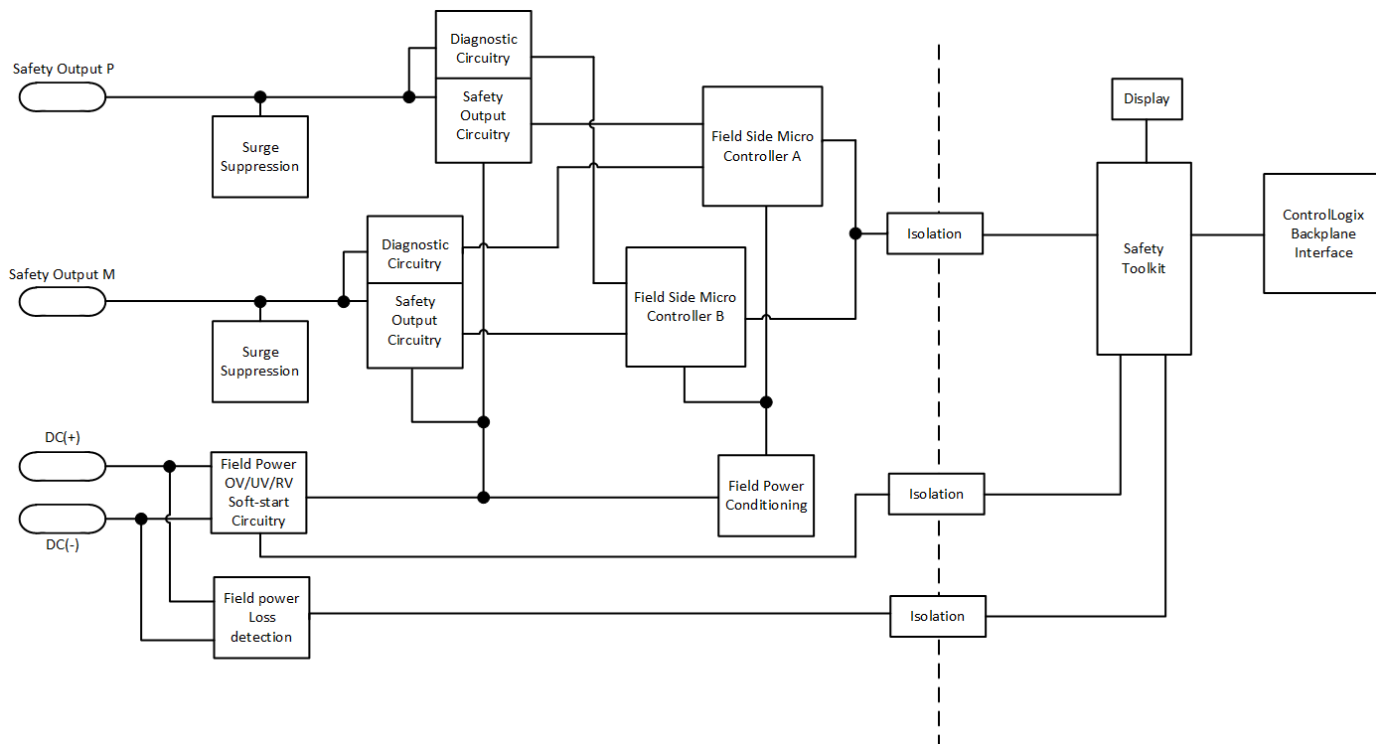 Safety Output P
Diagnostic
Circuitry
Safety
Output
Circuitry
Surge
Suppression
Field Side Micro
Controller A
Display
Safety
Toolkit
ControlLogix
Backplane
Interface
Isolation
Safety Output M
Diagnostic
Circuitry
Safety
Output
Circuitry
Surge
Suppression
Field Side Micro
Controller B
DC(+)
DC(-)
Field Power
OV/UV/RV
Soft-start
Circuitry
Field Power
Conditioning
Isolation
Field power
Loss
detection
Isolation